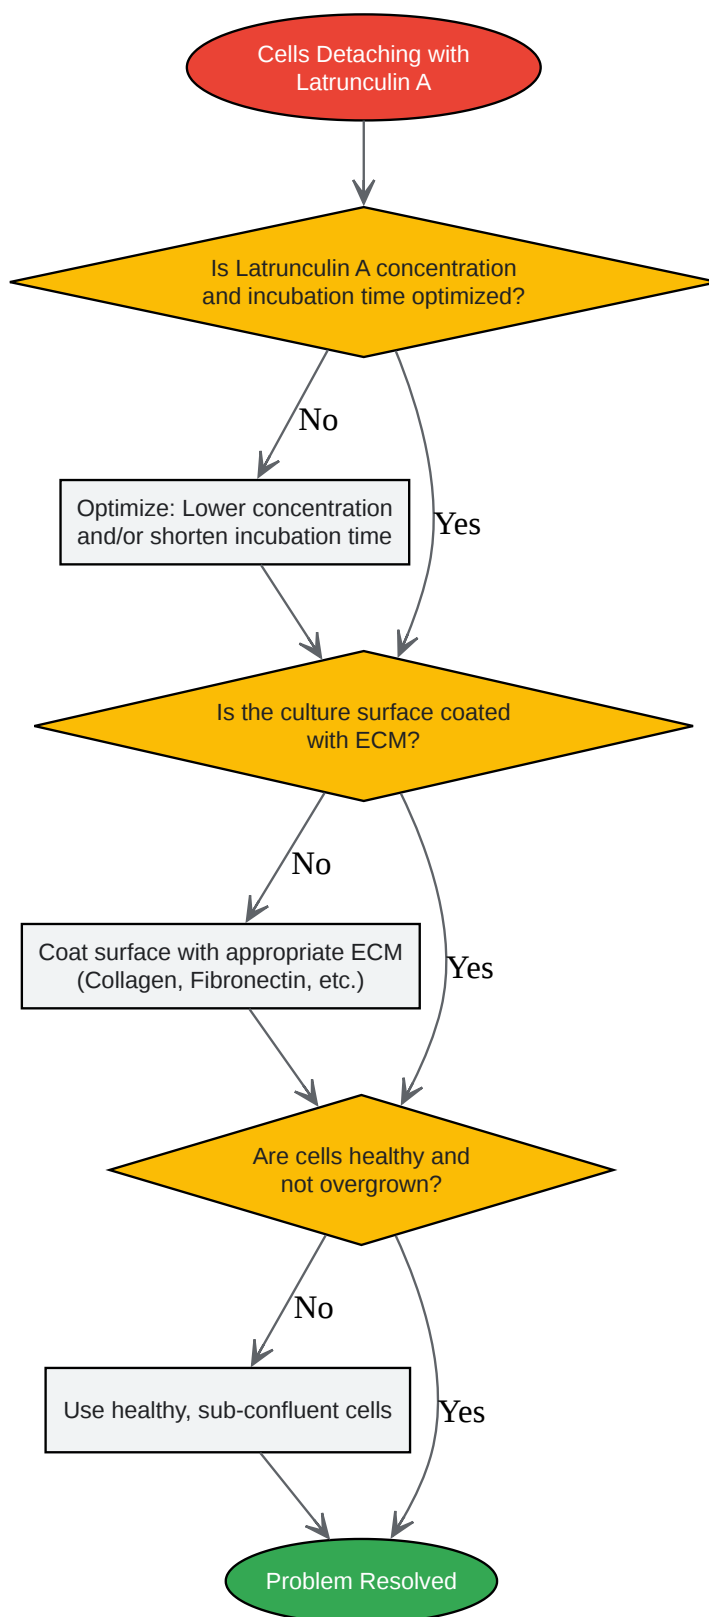 Cells Detaching with
Latrunculin A
Is Latrunculin A concentration
and incubation time optimized?
No
Optimize: Lower concentration
and/or shorten incubation time
Yes
Is the culture surface coated
with ECM?
No
Coat surface with appropriate ECM
(Collagen, Fibronectin, etc.)
Yes
Are cells healthy and
not overgrown?
No
Use healthy, sub-confluent cells
Yes
Problem Resolved